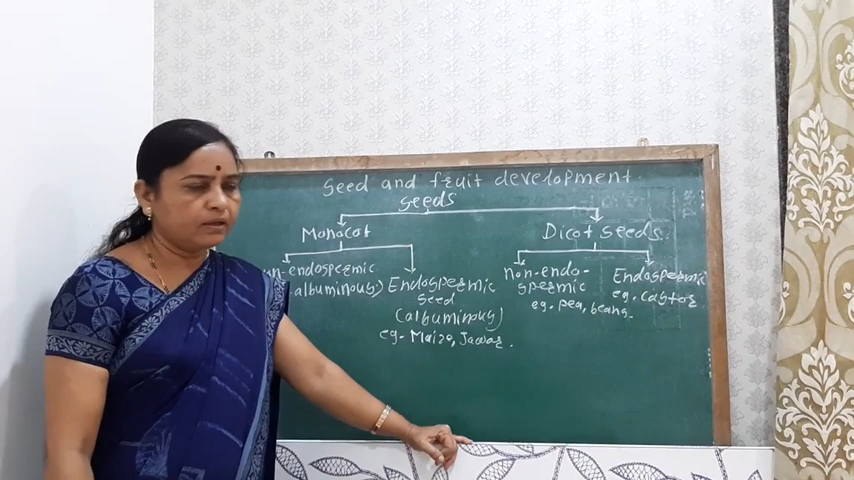 Seed and fruit development
seeds
Monocot
Dicot seeds
n-endospermic
albuminous)
Endospermic
seed
(albuminous)
eg. Maize, Jawar.
non-endo-
spermic
eg. pea, beans.
Endospermic
eg. castor